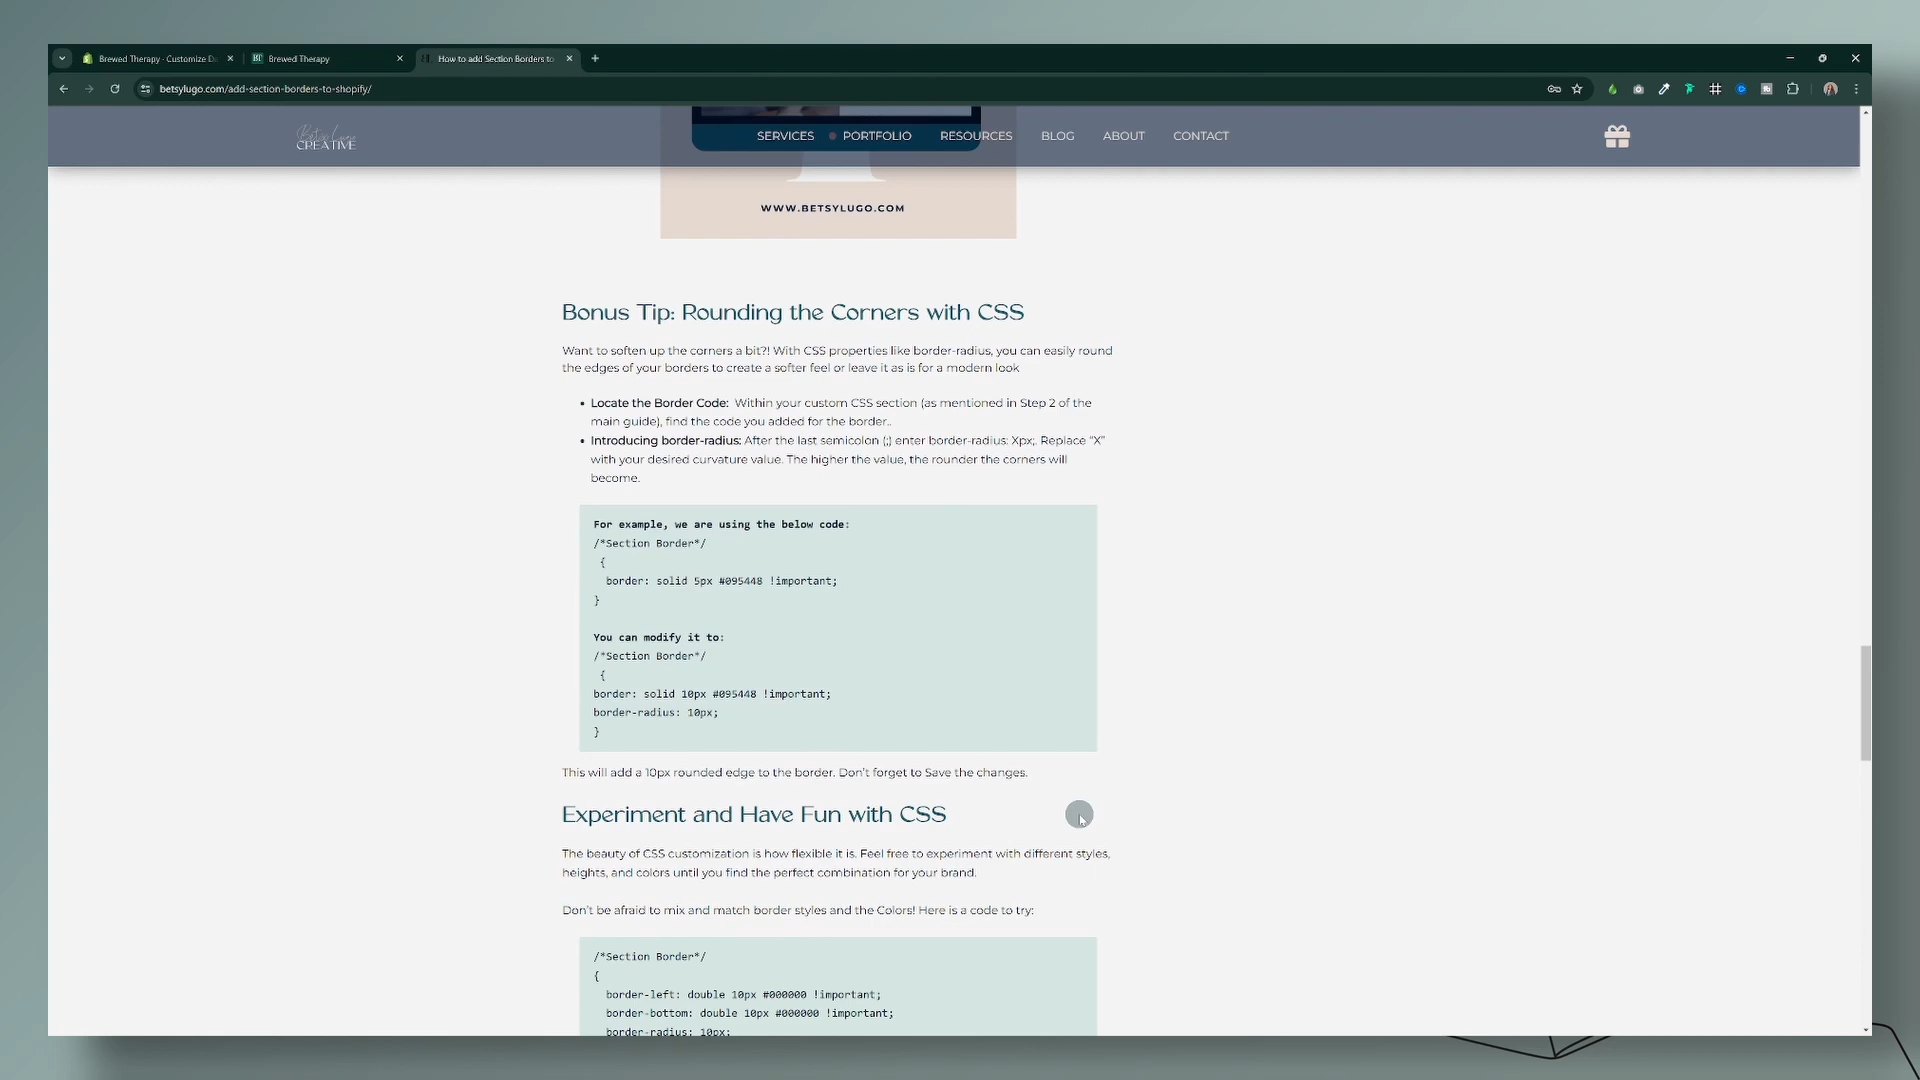 Brewed Therapy · Customize D
Brewed Therapy
How to add Section Borders to
betsylugo.com/add-section-borders-to-shopify/
Betsy Lugo
CREATIVE
SERVICES
PORTFOLIO
RESOURCES
BLOG
ABOUT
CONTACT
WWW.BETSYLUGO.COM
Bonus Tip: Rounding the Corners with CSS
Want to soften up the corners a bit?! With CSS properties like border-radius, you can easily round
the edges of your borders to create a softer feel or leave it as is for a modern look
• Locate the Border Code:  Within your custom CSS section (as mentioned in Step 2 of the
main guide), find the code you added for the border..
• Introducing border-radius: After the last semicolon (;) enter border-radius: Xpx;. Replace “X”
with your desired curvature value. The higher the value, the rounder the corners will
become.
For example, we are using the below code:
/*Section Border*/
{
border: solid 5px #095448 !important;
}
You can modify it to:
/*Section Border*/
{
border: solid 10px #095448 !important;
border-radius: 10px;
}
This will add a 10px rounded edge to the border. Don’t forget to Save the changes.
Experiment and Have Fun with CSS
The beauty of CSS customization is how flexible it is. Feel free to experiment with different styles,
heights, and colors until you find the perfect combination for your brand.
Don’t be afraid to mix and match border styles and the Colors! Here is a code to try:
/*Section Border*/
{
border-left: double 10px #000000 !important;
border-bottom: double 10px #000000 !important;
border-radius: 10px;